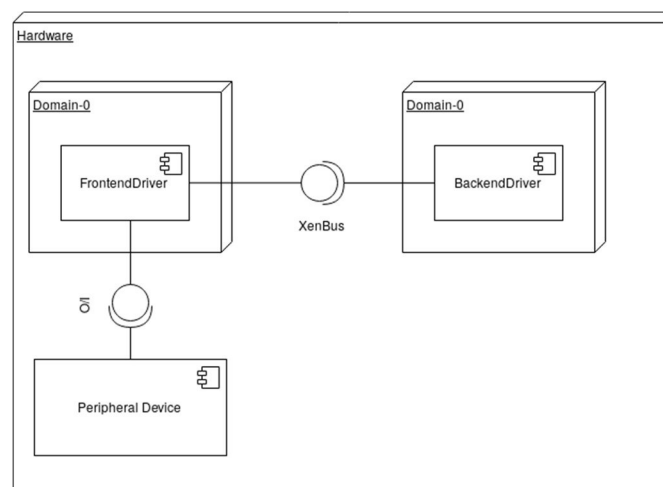 Hardware
Domain-0
Domain-0
FrontendDriver
BackendDriver
XenBus
I/O
Peripheral Device